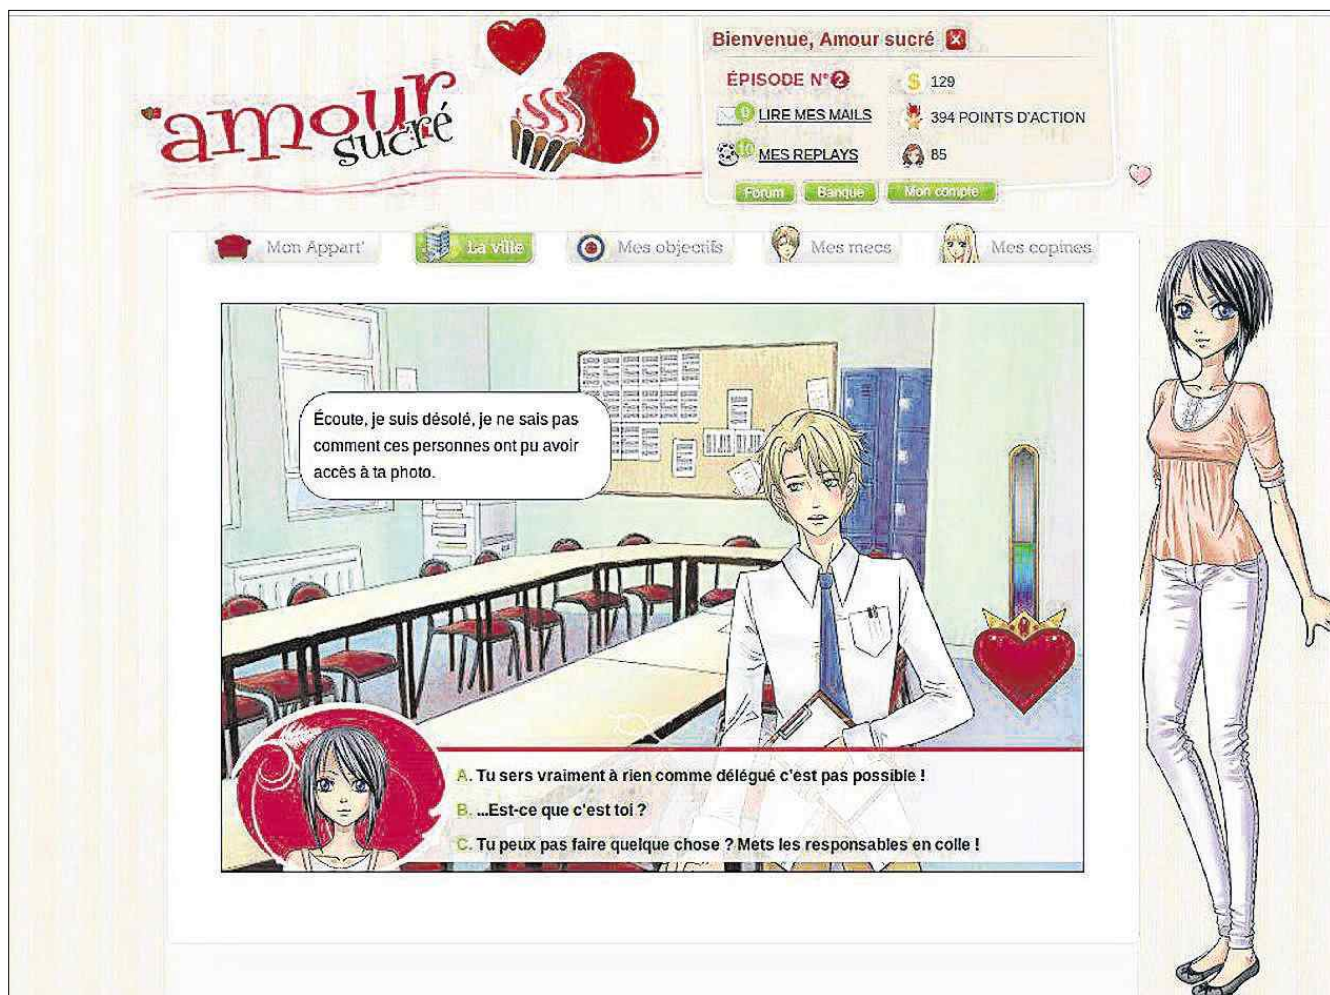 amour
sucré
Bienvenue, Amour sucré
ÉPISODE N°2
$ 129
0 LIRE MES MAILS
394 POINTS D'ACTION
10 MES REPLAYS
85
Forum
Banque
Mon compte
Mon Appart'
La ville
Mes objectifs
Mes mecs
Mes copines
Écoute, je suis désolé, je ne sais pas
comment ces personnes ont pu avoir
accès à ta photo.
A. Tu sers vraiment à rien comme délégué c'est pas possible !
B. ...Est-ce que c'est toi ?
C. Tu peux pas faire quelque chose ? Mets les responsables en colle !